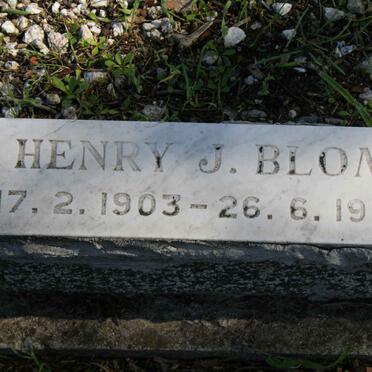 HENRY J. BLOM
17. 2. 1903 - 26. 6. 19